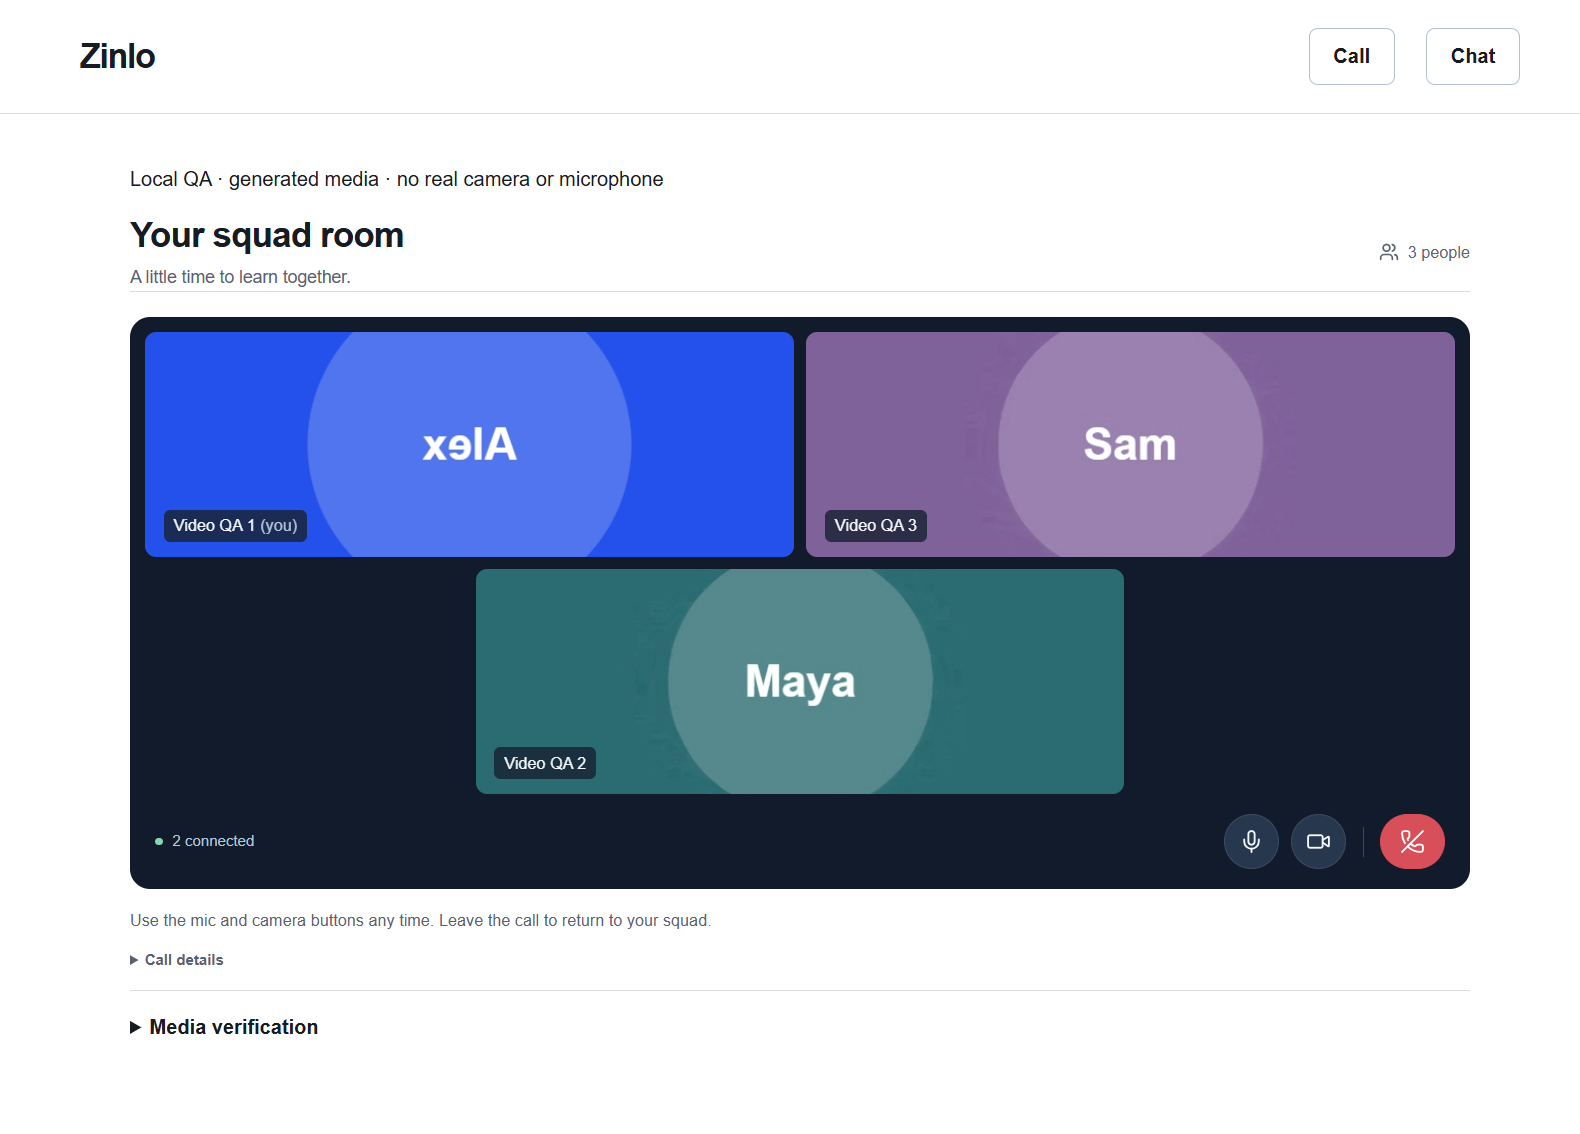 Zinlo
Call
Chat
Local QA · generated media · no real camera or microphone
Your squad room
A little time to learn together.
3 people
Alex
Video QA 1 (you)
Sam
Video QA 3
Maya
Video QA 2
2 connected
Use the mic and camera buttons any time. Leave the call to return to your squad.
Call details
Media verification